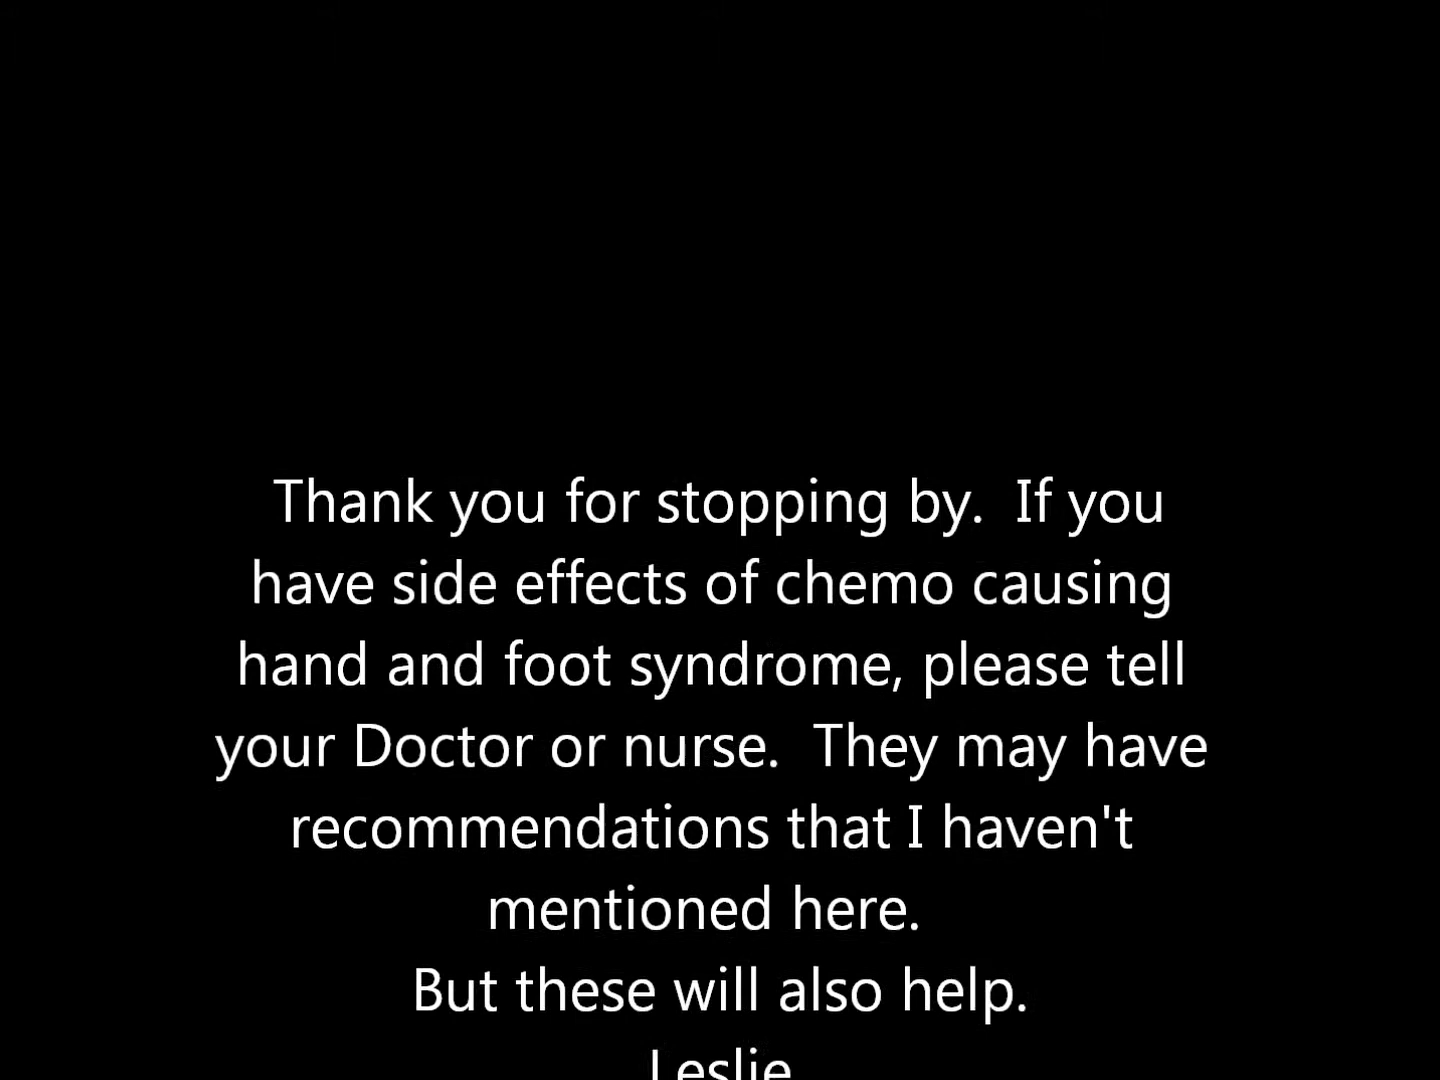 Thank you for stopping by.  If you
have side effects of chemo causing
hand and foot syndrome, please tell
your Doctor or nurse.  They may have
recommendations that I haven't
mentioned here.
But these will also help.
Leslie